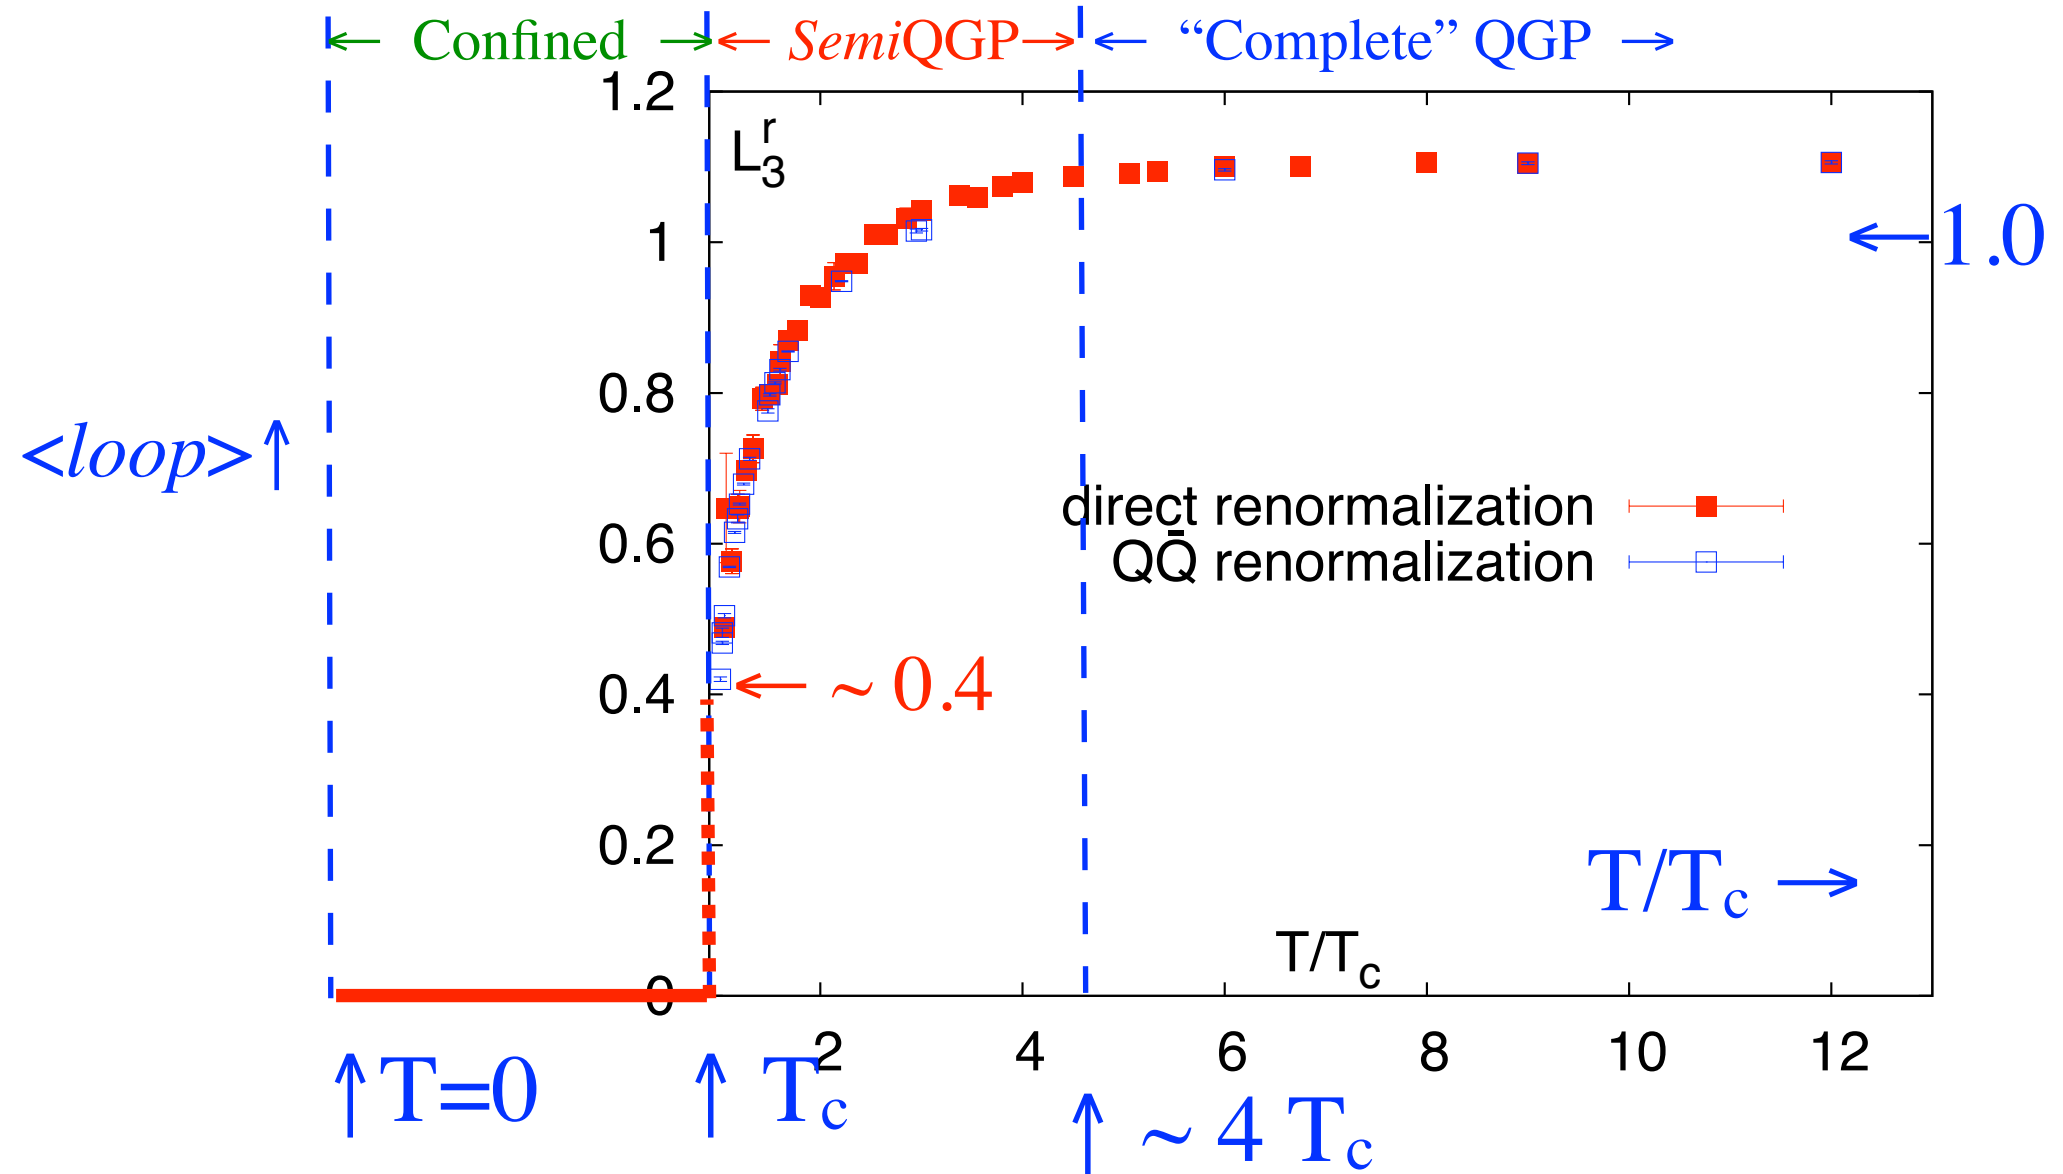 ← Confined → ← SemiQGP → ← “Complete” QGP →
1.2
L₃ʳ
1
← 1.0
0.8
<loop> ↑
direct renormalization
0.6
QQ̄ renormalization
0.4
← ~ 0.4
0.2
T/Tc →
T/Tc
0
2 4 6 8 10 12
↑ T=0 ↑ Tc
↑ ~ 4 Tc